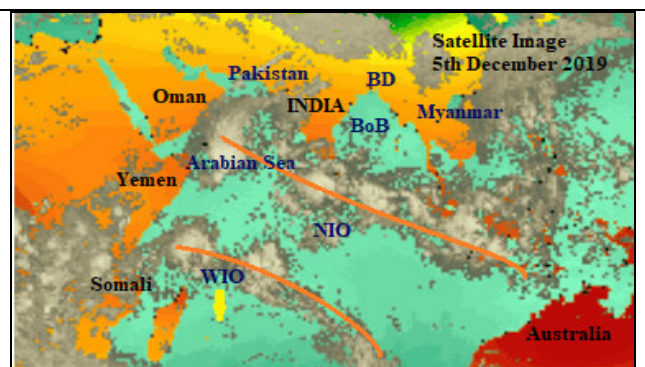 Satellite Image
5th December 2019
Pakistan
BD
Oman
INDIA
Myanmar
BoB
Arabian Sea
Yemen
NIO
Somali
WIO
Australia